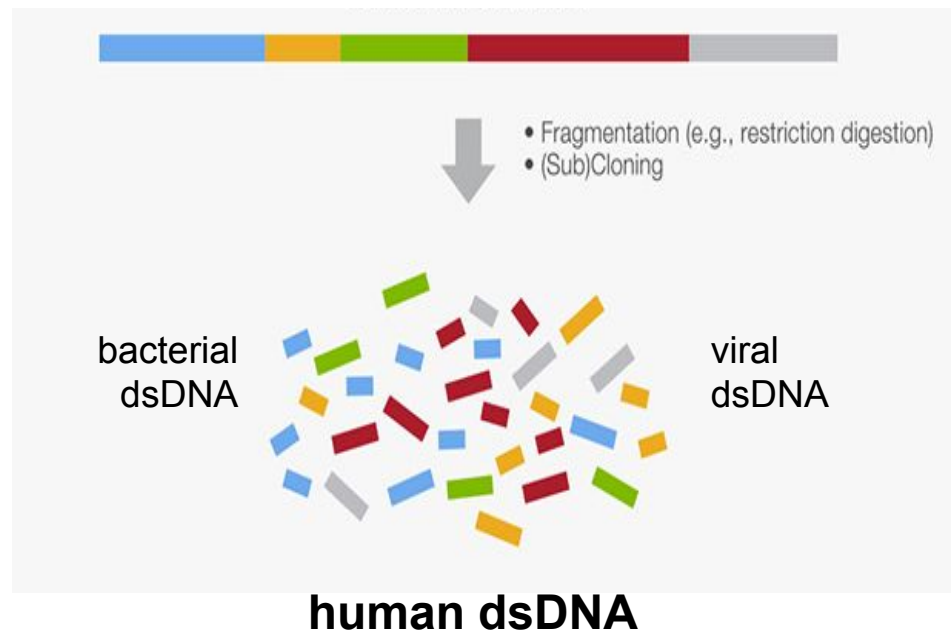 • Fragmentation (e.g., restriction digestion)
• (Sub)Cloning
bacterial
dsDNA
viral
dsDNA
human dsDNA